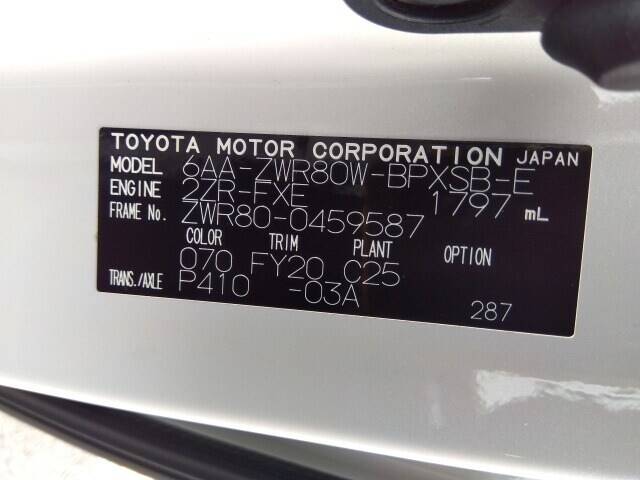 TOYOTA MOTOR CORPORATION JAPAN
MODEL 6AA-ZWR80W-BPXSB-E
ENGINE 2ZR-FXE 1797 mL
FRAME No. ZWR80-0459587
COLOR TRIM PLANT OPTION
070 FY20 C25
TRANS./AXLE P410 -03A
287